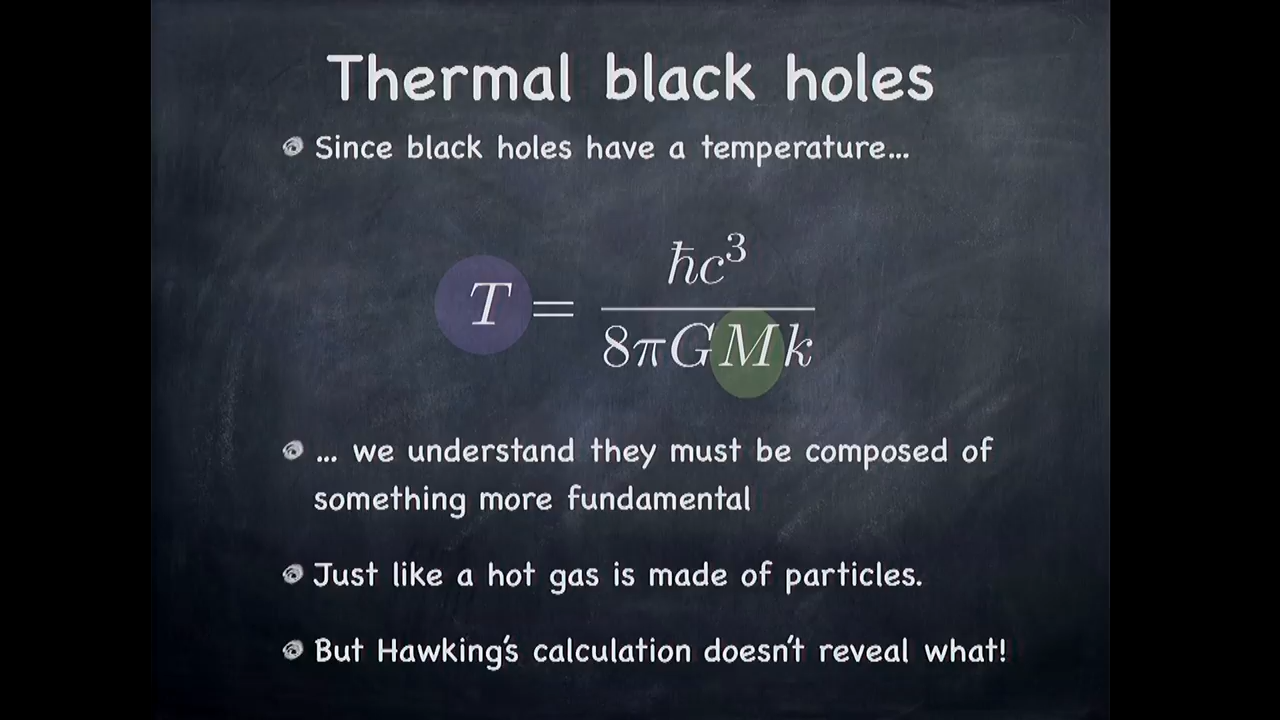 Thermal black holes
Since black holes have a temperature...
T = ħc³ / 8πGMk
... we understand they must be composed of
something more fundamental
Just like a hot gas is made of particles.
But Hawking's calculation doesn't reveal what!